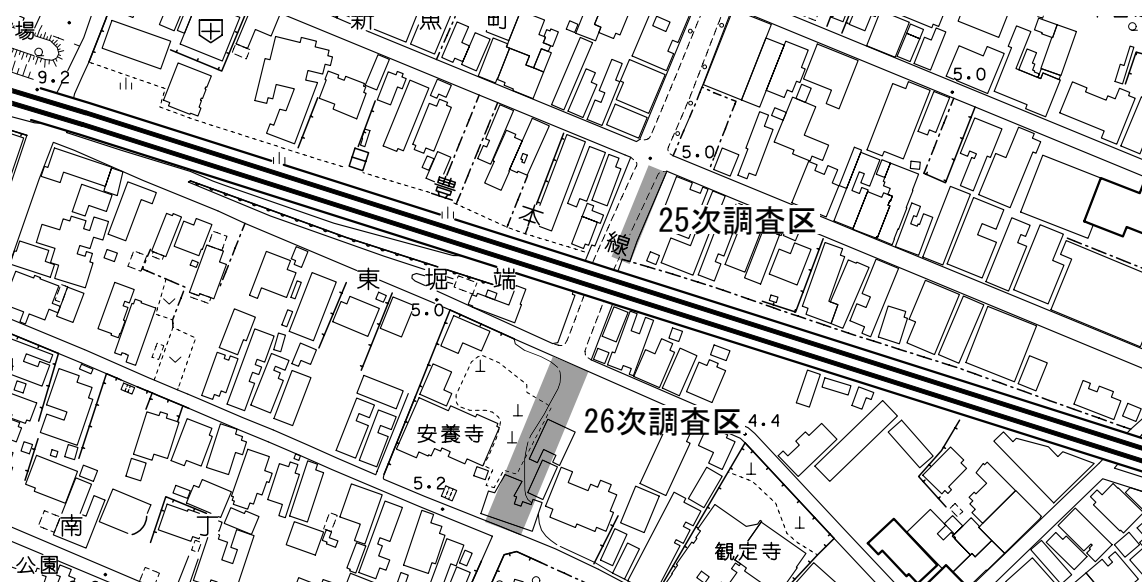 新魚町
場
9.2
5.0
5.0
豊本線
25次調査区
東堀端
5.0
26次調査区
4.4
安養寺
5.2
南丁
観定寺
公園